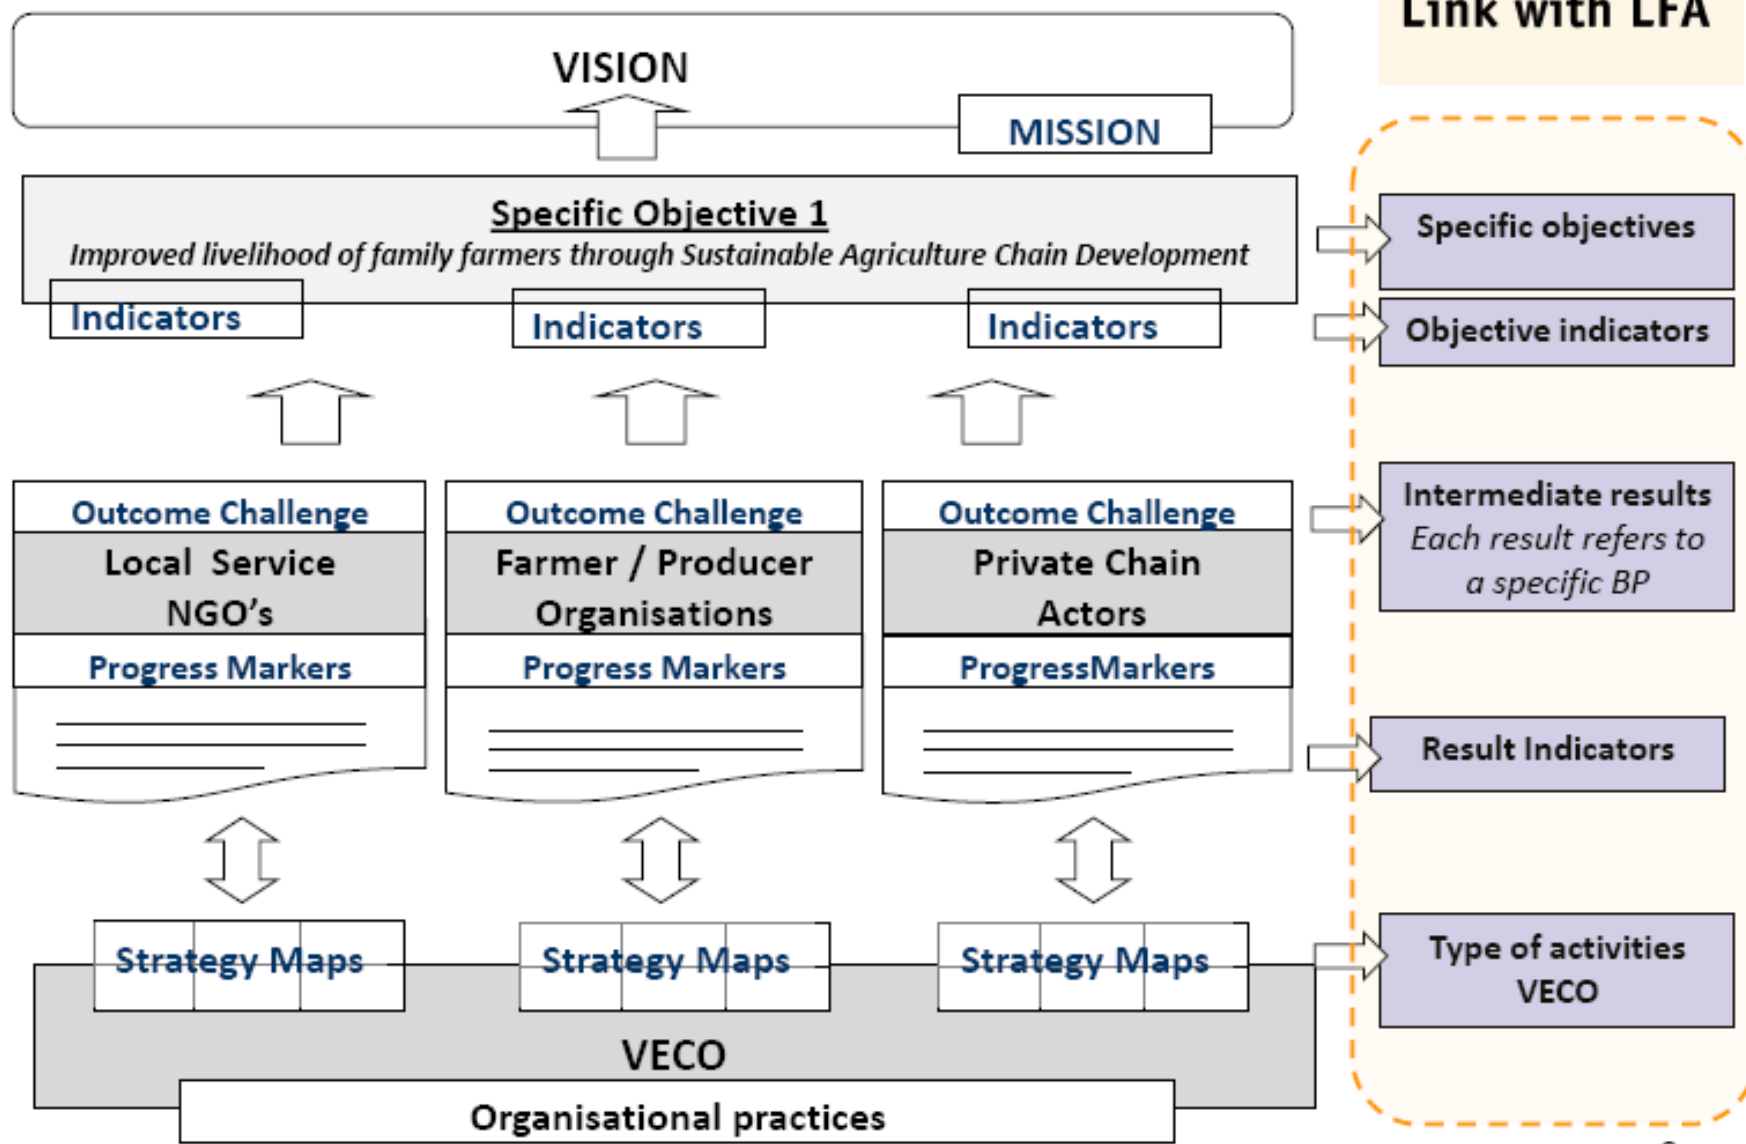 Link with LFA
VISION
MISSION
Specific Objective 1
Improved livelihood of family farmers through Sustainable Agriculture Chain Development
Indicators
Indicators
Indicators
Specific objectives
Objective indicators
Outcome Challenge
Local Service
NGO's
Progress Markers
Outcome Challenge
Farmer / Producer
Organisations
Progress Markers
Outcome Challenge
Private Chain
Actors
ProgressMarkers
Intermediate results
Each result refers to
a specific BP
Result Indicators
Strategy Maps
Strategy Maps
Strategy Maps
VECO
Organisational practices
Type of activities
VECO